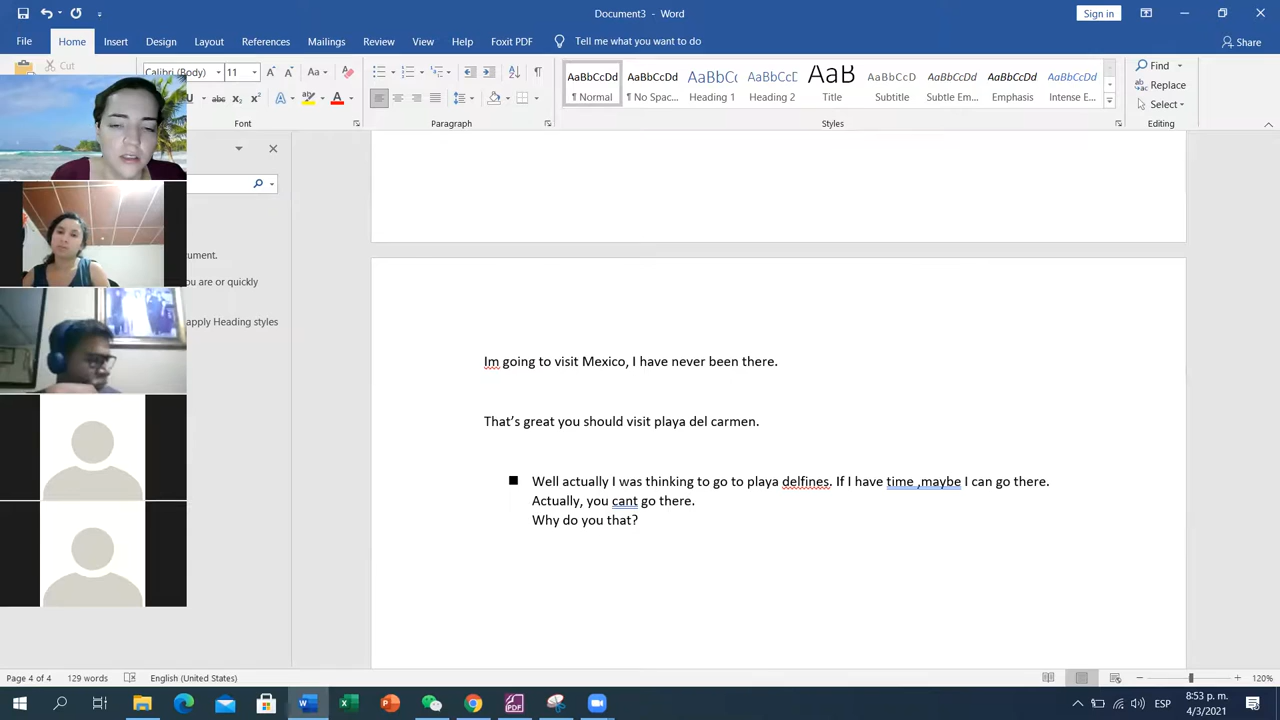 Document3 - Word
Sign in
File Home Insert Design Layout References Mailings Review View Help Foxit PDF Tell me what you want to do Share
Cut
Calibri (Body) 11 Aa
AaBbCcDd AaBbCcDd AaBbC AaBbCcD AaB AaBbCcD AaBbCcDd AaBbCcDd AaBbCcDd
¶ Normal ¶ No Spac... Heading 1 Heading 2 Title Subtitle Subtle Em... Emphasis Intense E...
Find
Replace
Select
Font Paragraph Styles Editing
ument.
ou are or quickly
apply Heading styles
Im going to visit Mexico, I have never been there.
That's great you should visit playa del carmen.
■ Well actually I was thinking to go to playa delfines. If I have time ,maybe I can go there.
Actually, you cant go there.
Why do you that?
Page 4 of 4 129 words English (United States) 120%
ESP
8:53 p. m.
4/3/2021